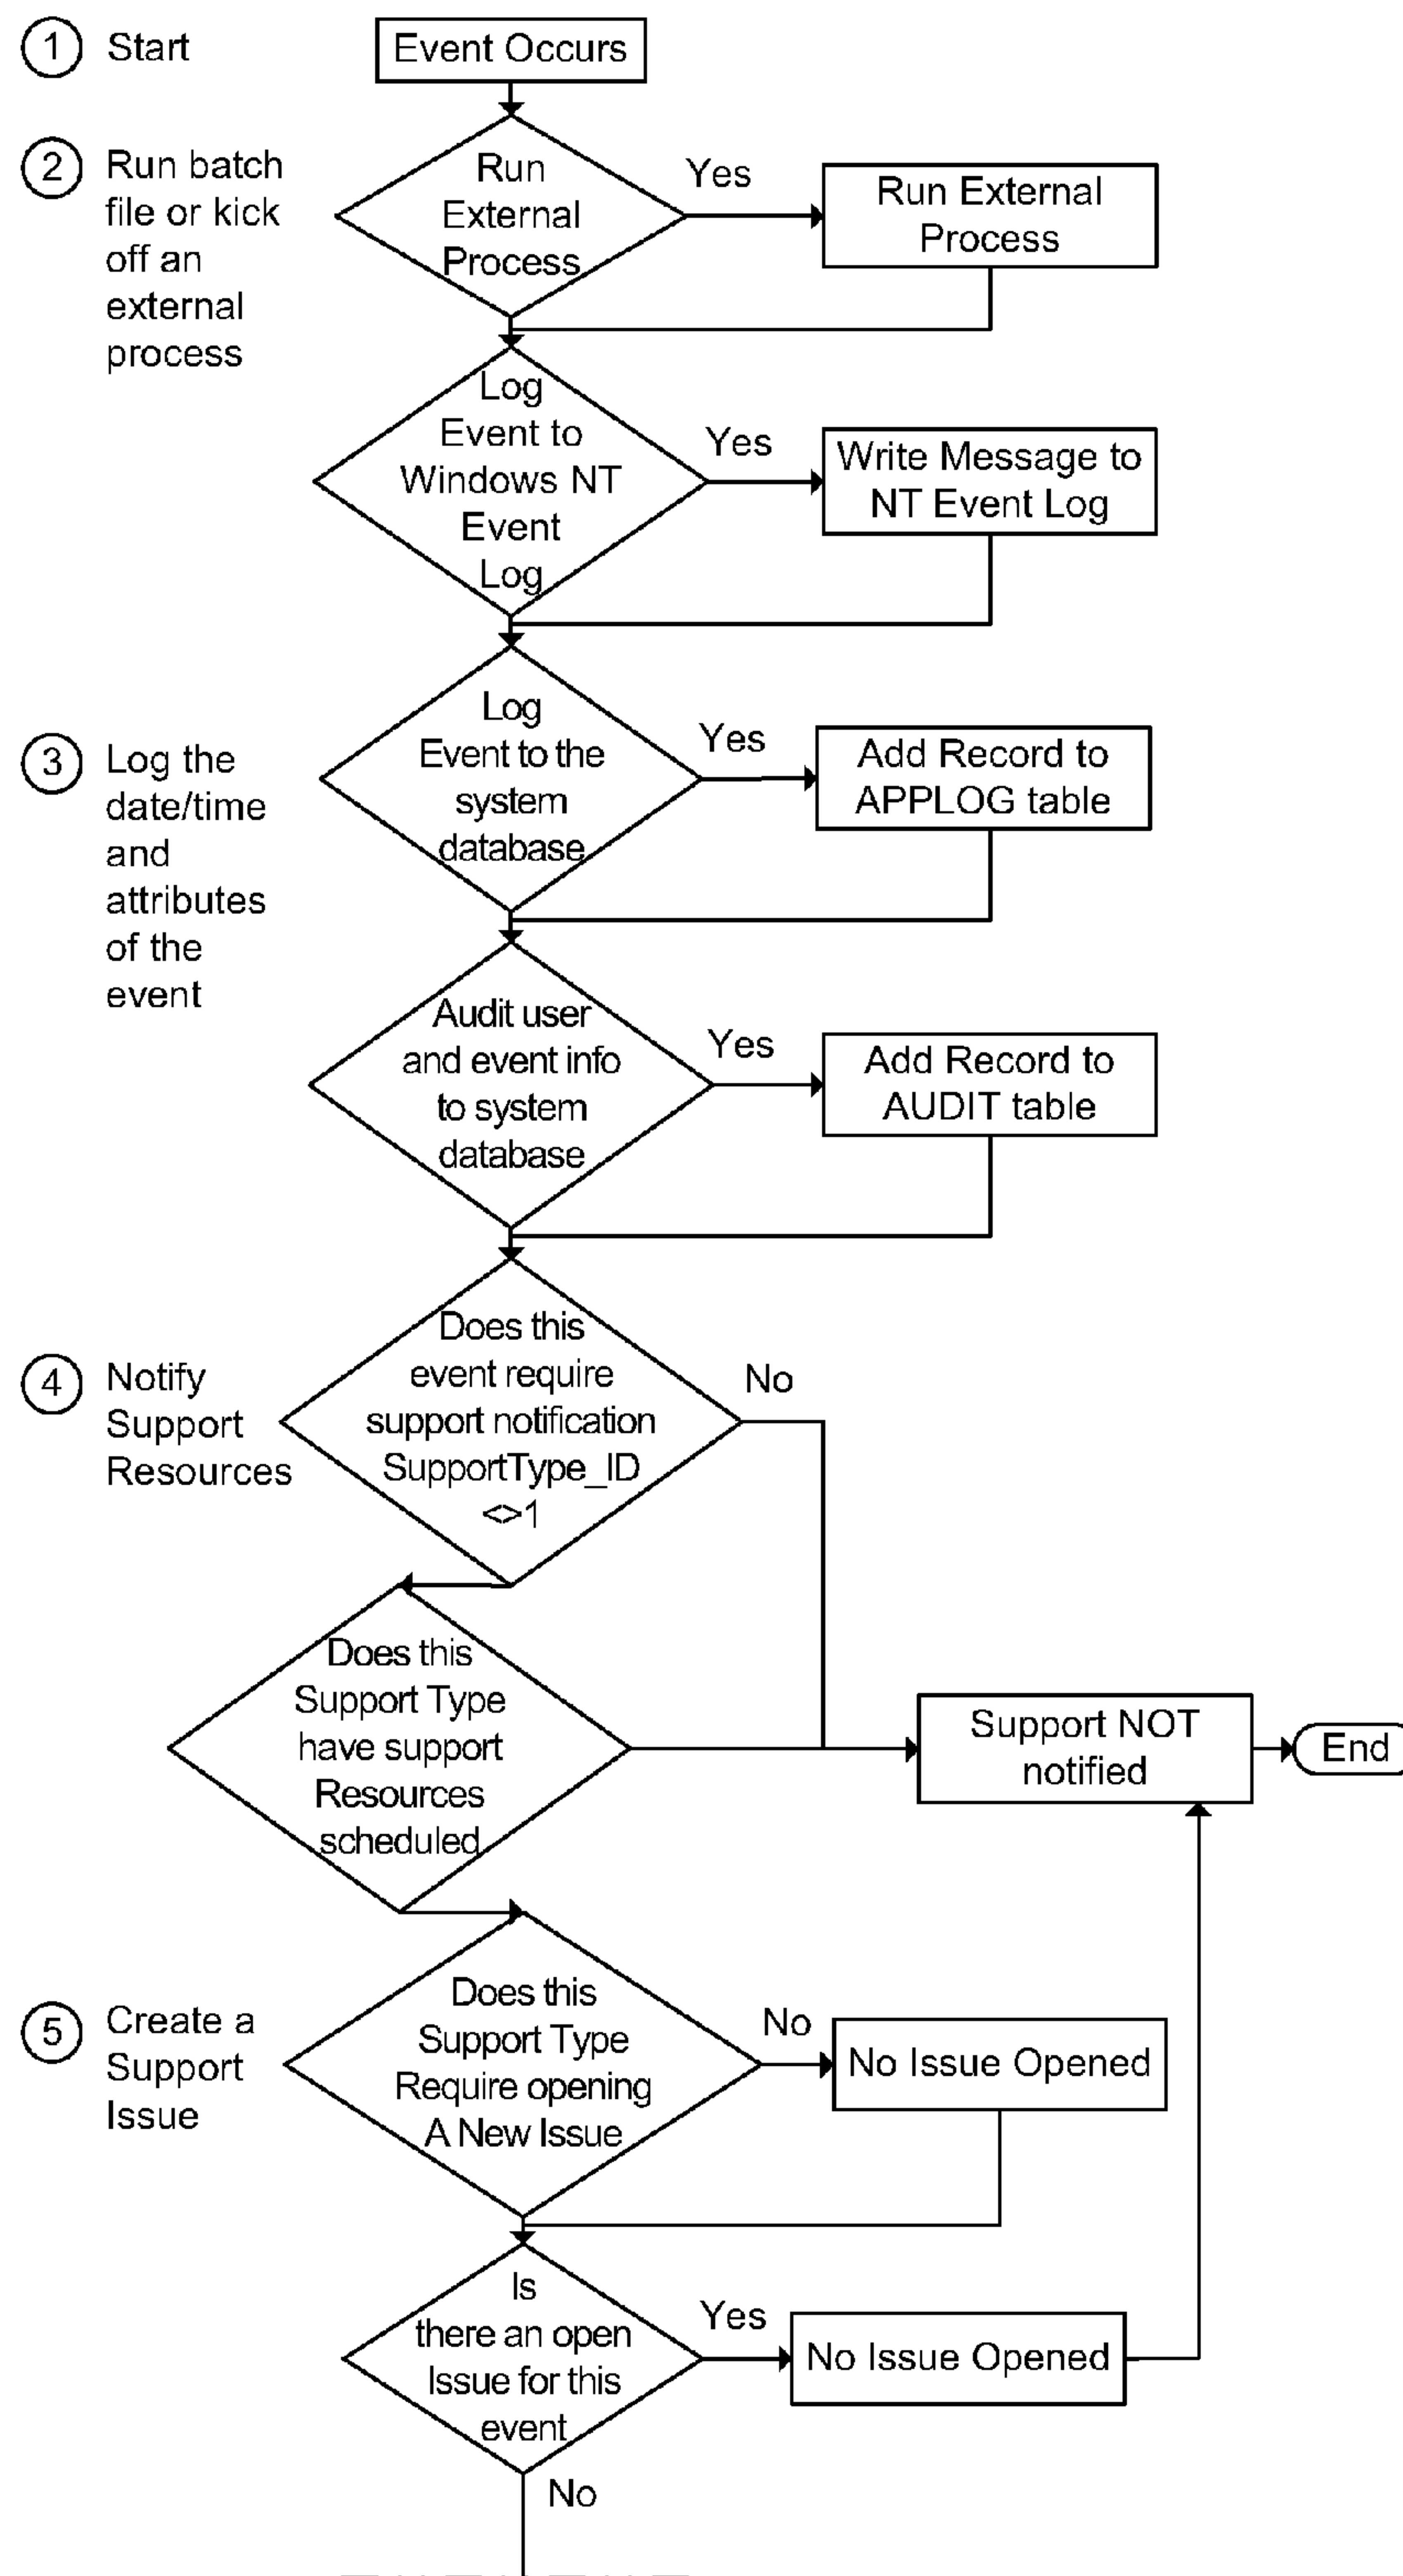 1 Start
Event Occurs
2 Run batch
file or kick
off an
external
process
Run
External
Process
Yes
Run External
Process
Log
Event to
Windows NT
Event
Log
Yes
Write Message to
NT Event Log
3 Log the
date/time
and
attributes
of the
event
Log
Event to the
system
database
Yes
Add Record to
APPLOG table
Audit user
and event info
to system
database
Yes
Add Record to
AUDIT table
4 Notify
Support
Resources
Does this
event require
support notification
SupportType_ID
<>1
No
Does this
Support Type
have support
Resources
scheduled
Support NOT
notified
End
5 Create a
Support
Issue
Does this
Support Type
Require opening
A New Issue
No
No Issue Opened
Is
there an open
Issue for this
event
Yes
No Issue Opened
No